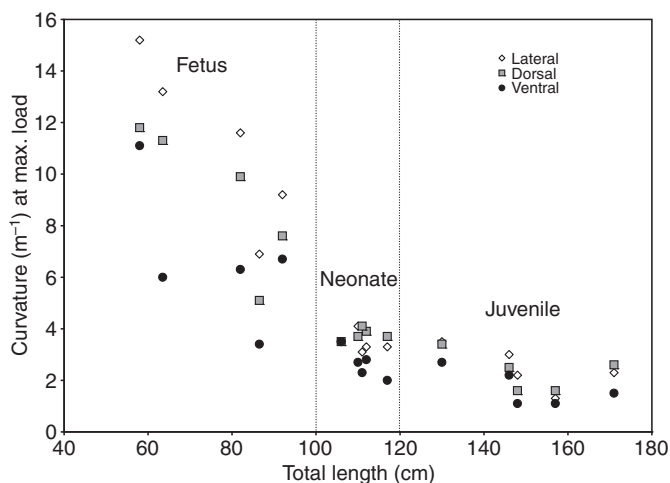 16
14
12
10
8
6
4
2
0
Curvature (m⁻¹) at max. load
Fetus
Neonate
Juvenile
Lateral
Dorsal
Ventral
40 60 80 100 120 140 160 180
Total length (cm)